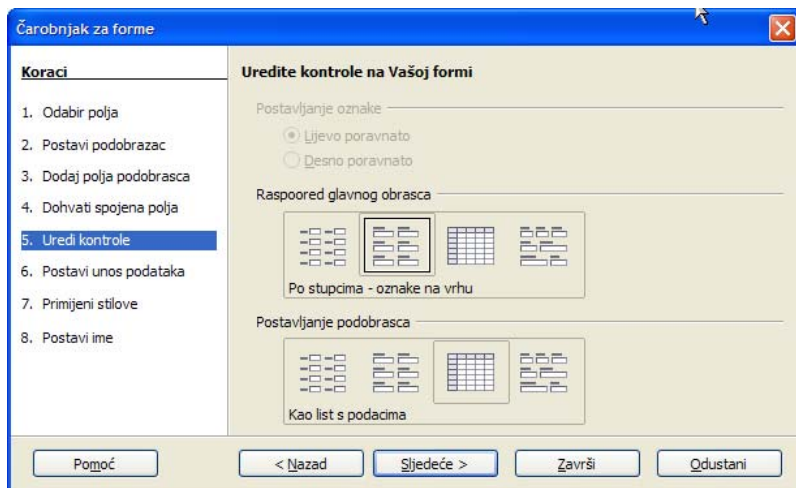 Čarobnjak za forme
Koraci
1. Odabir polja
2. Postavi podobrazac
3. Dodaj polja podobrasca
4. Dohvati spojena polja
5. Uredi kontrole
6. Postavi unos podataka
7. Primijeni stilove
8. Postavi ime
Uredite kontrole na Vašoj formi
Postavljanje oznake
Lijevo poravnato
Desno poravnato
Raspoored glavnog obrasca
Po stupcima - oznake na vrhu
Postavljanje podobrasca
Kao list s podacima
Pomoć
< Nazad
Sljedeće >
Završi
Odustani